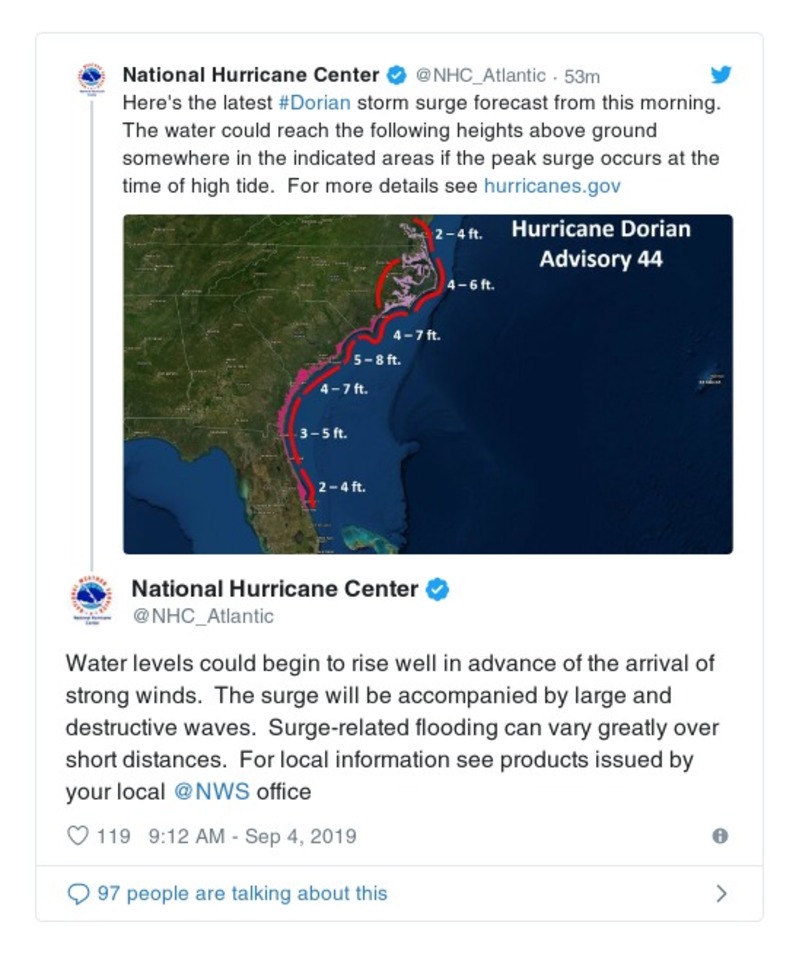 National Hurricane Center @NHC_Atlantic · 53m
Here's the latest #Dorian storm surge forecast from this morning.
The water could reach the following heights above ground
somewhere in the indicated areas if the peak surge occurs at the
time of high tide.  For more details see hurricanes.gov
Hurricane Dorian
Advisory 44
2 – 4 ft.
4 – 6 ft.
4 – 7 ft.
5 – 8 ft.
4 – 7 ft.
3 – 5 ft.
2 – 4 ft.
National Hurricane Center
@NHC_Atlantic
Water levels could begin to rise well in advance of the arrival of
strong winds.  The surge will be accompanied by large and
destructive waves.  Surge-related flooding can vary greatly over
short distances.  For local information see products issued by
your local @NWS office
119 9:12 AM - Sep 4, 2019
97 people are talking about this